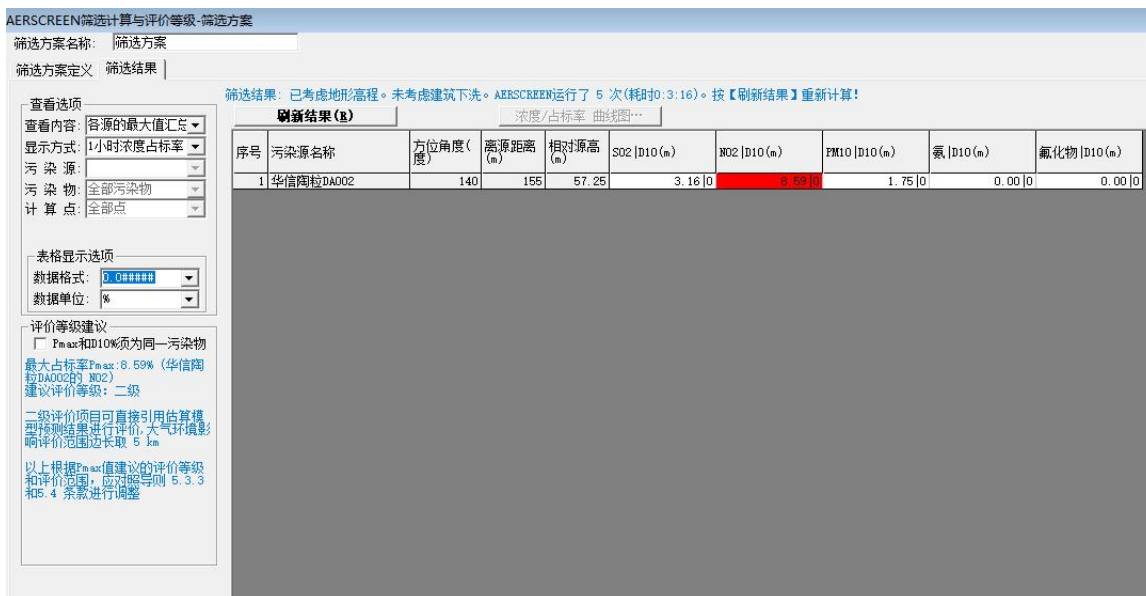 AERSCREEN筛选计算与评价等级-筛选方案
筛选方案名称: 筛选方案
筛选方案定义 筛选结果
筛选结果: 已考虑地形高程。未考虑建筑下洗。AERSCREEN运行了 5 次(耗时0:3:16)。按【刷新结果】重新计算!
查看选项
查看内容: 各源的最大值汇总
显示方式: 1小时浓度占标率
污 染 源:
污 染 物: 全部污染物
计 算 点: 全部点
表格显示选项
数据格式: 0.0#####
数据单位: %
评价等级建议
Pmax和D10%须为同一污染物
最大占标率Pmax:8.59% (华信陶
粒DA002的 NO2)
建议评价等级: 二级
二级评价项目可直接引用估算模
型预测结果进行评价,大气环境影
响评价范围边长取 5 km
以上根据Pmax值建议的评价等级
和评价范围,应对照导则 5.3.3
和5.4 条款进行调整
刷新结果(R) 浓度/占标率 曲线图…
序号 污染源名称 方位角度(度) 离源距离(m) 相对源高(m) SO2|D10(m) NO2|D10(m) PM10|D10(m) 氨|D10(m) 氟化物|D10(m)
1 华信陶粒DA002 140 155 57.25 3.16|0 8.59|0 1.75|0 0.00|0 0.00|0